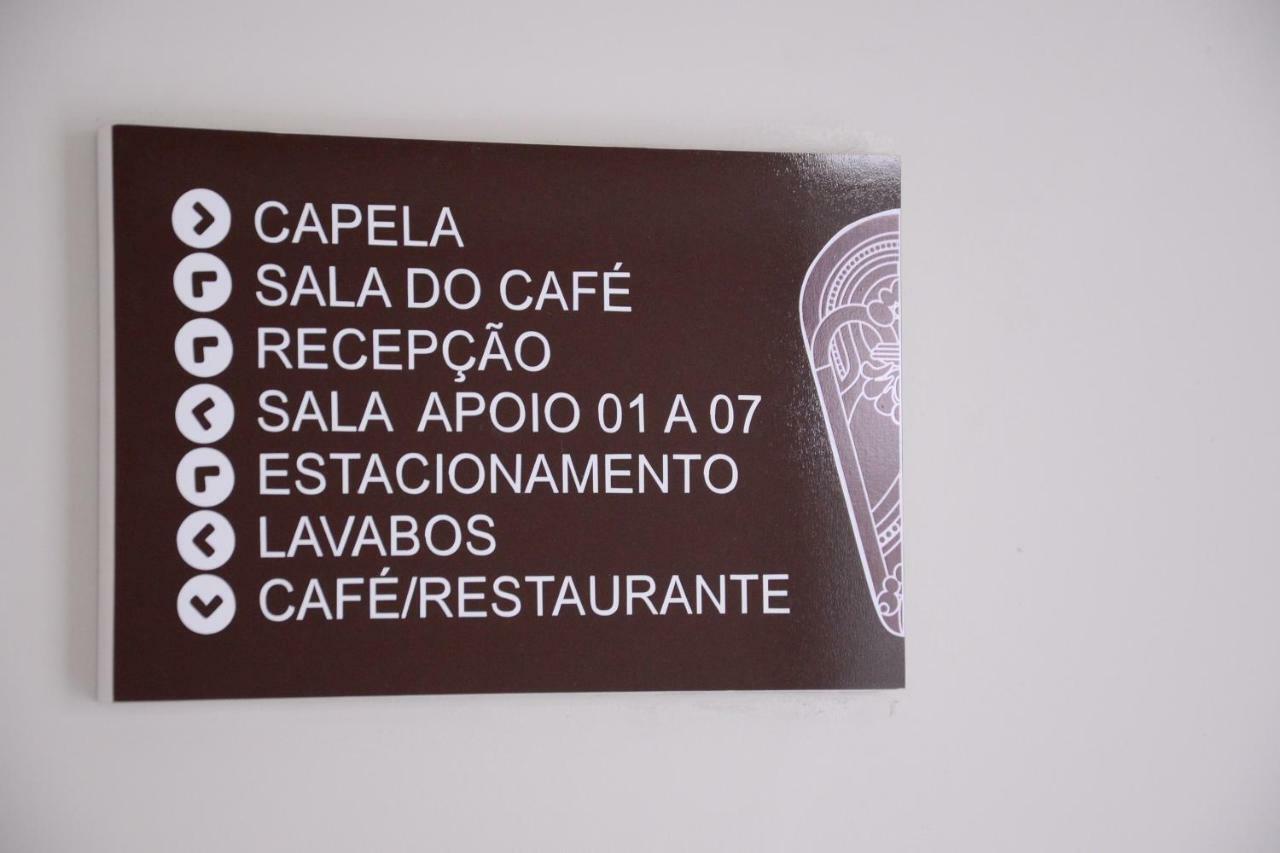 CAPELA
SALA DO CAFÉ
RECEPÇÃO
SALA APOIO 01 A 07
ESTACIONAMENTO
LAVABOS
CAFÉ/RESTAURANTE